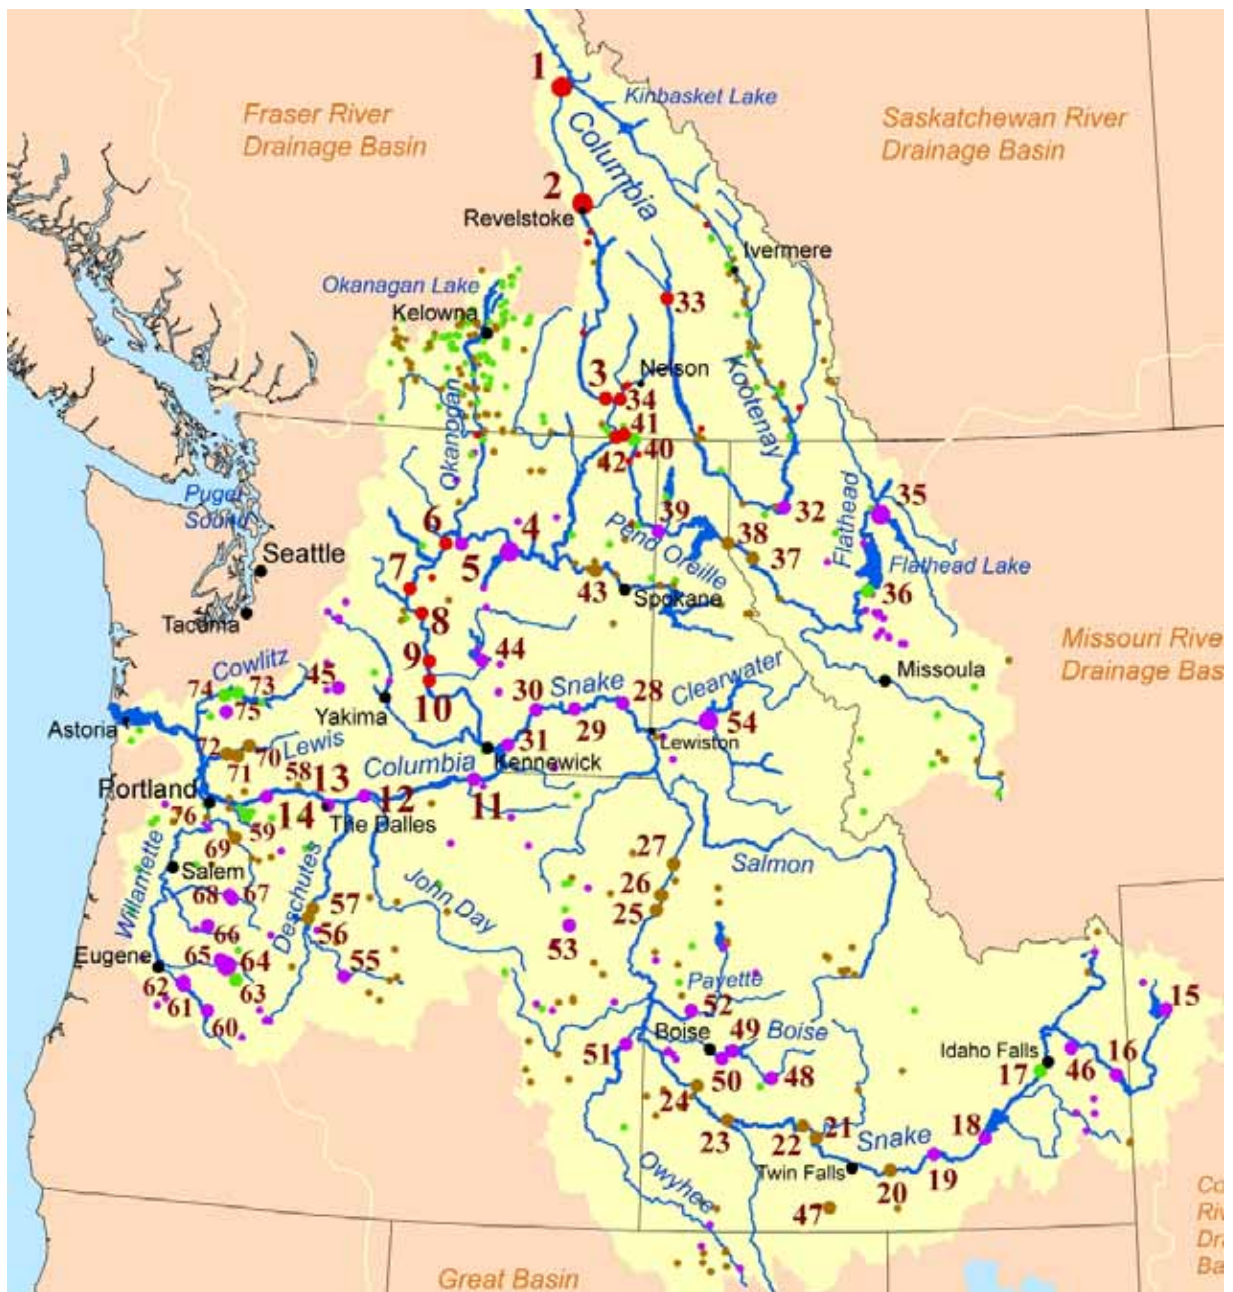 1
Kinbasket Lake
Fraser River
Drainage Basin
Saskatchewan River
Drainage Basin
Columbia
2
Revelstoke
Ivermere
Okanagan Lake
Kelowna
33
Nelson
3
34
Kootenay
Okanogan
41
40
42
Puget
Sound
Flathead
35
39
32
6
4
38
Pend Oreille
Seattle
5
37
Flathead Lake
7
43
Spokane
36
Tacoma
8
Missouri Rive
Drainage Bas
9
44
Cowlitz
Clearwater
Missoula
74
73
45
30
Snake
28
75
10
29
54
Astoria
Yakima
Lewiston
31
72
70
Lewis
Kennewick
71
58
13
Columbia
Portland
14
12
11
76
59
The Dalles
69
27
Salmon
Willamette
Salem
Deschutes
John Day
26
68
67
57
25
66
56
53
Eugene
65
64
55
Payette
62
63
52
15
61
60
Boise
49
Boise
51
Idaho Falls
16
50
48
17
46
24
23
22
21
Snake
18
Twin Falls
19
20
Owyhee
47
Co
Riv
Dra
Ba
Great Basin